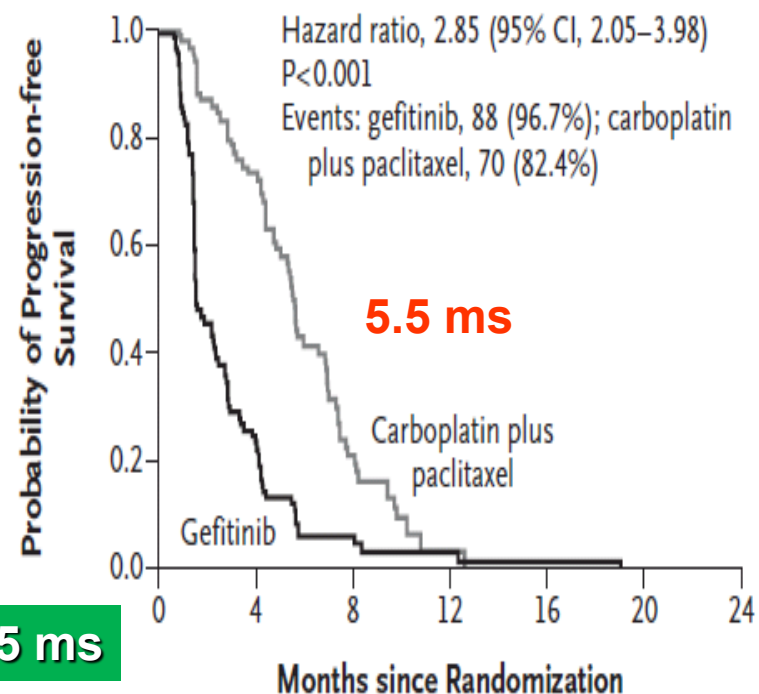 Probability of Progression-free
Survival
1.0
0.8
0.6
0.4
0.2
0.0
Hazard ratio, 2.85 (95% CI, 2.05–3.98)
P<0.001
Events: gefitinib, 88 (96.7%); carboplatin
plus paclitaxel, 70 (82.4%)
5.5 ms
Carboplatin plus
paclitaxel
Gefitinib
0 4 8 12 16 20 24
5 ms
Months since Randomization